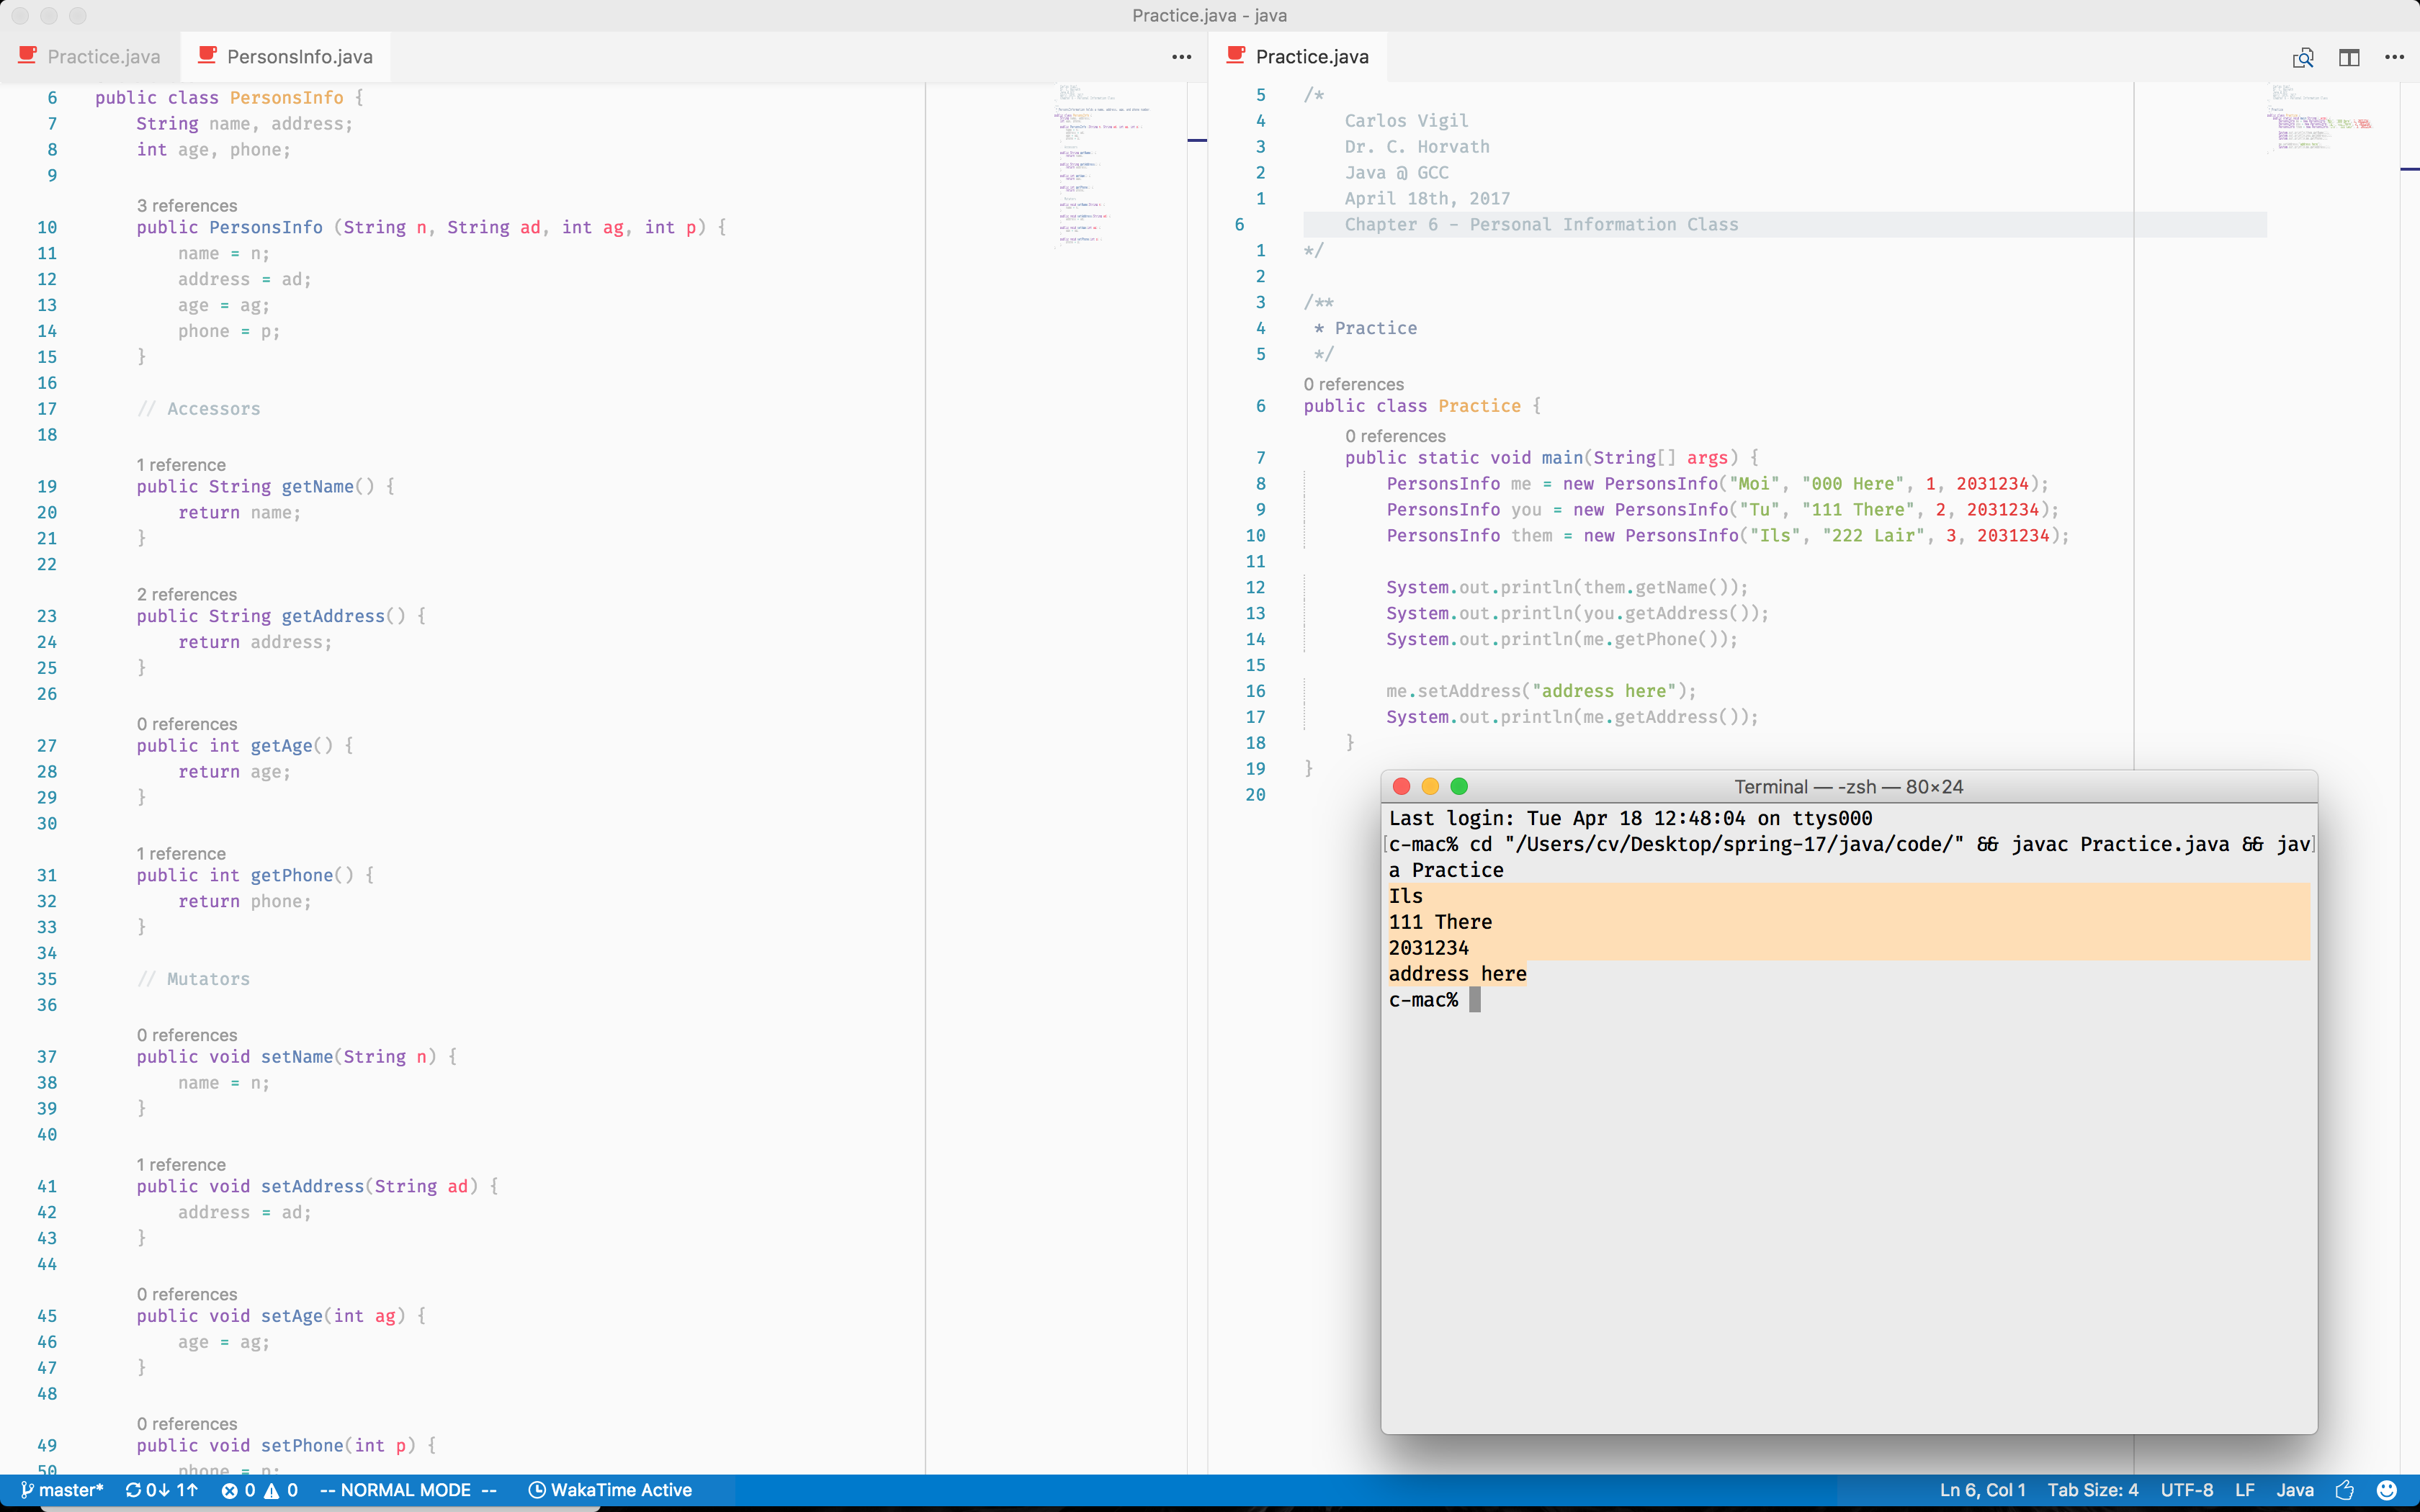 Practice.java - java
Practice.java
PersonsInfo.java
6 public class PersonsInfo {
7 String name, address;
8 int age, phone;
9
3 references
10 public PersonsInfo (String n, String ad, int ag, int p) {
11 name = n;
12 address = ad;
13 age = ag;
14 phone = p;
15 }
16
17 // Accessors
18
1 reference
19 public String getName() {
20 return name;
21 }
22
2 references
23 public String getAddress() {
24 return address;
25 }
26
0 references
27 public int getAge() {
28 return age;
29 }
30
1 reference
31 public int getPhone() {
32 return phone;
33 }
34
35 // Mutators
36
0 references
37 public void setName(String n) {
38 name = n;
39 }
40
1 reference
41 public void setAddress(String ad) {
42 address = ad;
43 }
44
0 references
45 public void setAge(int ag) {
46 age = ag;
47 }
48
0 references
49 public void setPhone(int p) {
50 phone = p;
Practice.java
5 /*
4 Carlos Vigil
3 Dr. C. Horvath
2 Java @ GCC
1 April 18th, 2017
6 Chapter 6 - Personal Information Class
1 */
2
3 /**
4 * Practice
5 */
0 references
6 public class Practice {
0 references
7 public static void main(String[] args) {
8 PersonsInfo me = new PersonsInfo("Moi", "000 Here", 1, 2031234);
9 PersonsInfo you = new PersonsInfo("Tu", "111 There", 2, 2031234);
10 PersonsInfo them = new PersonsInfo("Ils", "222 Lair", 3, 2031234);
11
12 System.out.println(them.getName());
13 System.out.println(you.getAddress());
14 System.out.println(me.getPhone());
15
16 me.setAddress("address here");
17 System.out.println(me.getAddress());
18 }
19 }
20
Terminal — -zsh — 80×24
Last login: Tue Apr 18 12:48:04 on ttys000
[c-mac% cd "/Users/cv/Desktop/spring-17/java/code/" && javac Practice.java && jav]
a Practice
Ils
111 There
2031234
address here
c-mac%
master* 0↓ 1↑ 0 0 -- NORMAL MODE -- WakaTime Active
Ln 6, Col 1 Tab Size: 4 UTF-8 LF Java